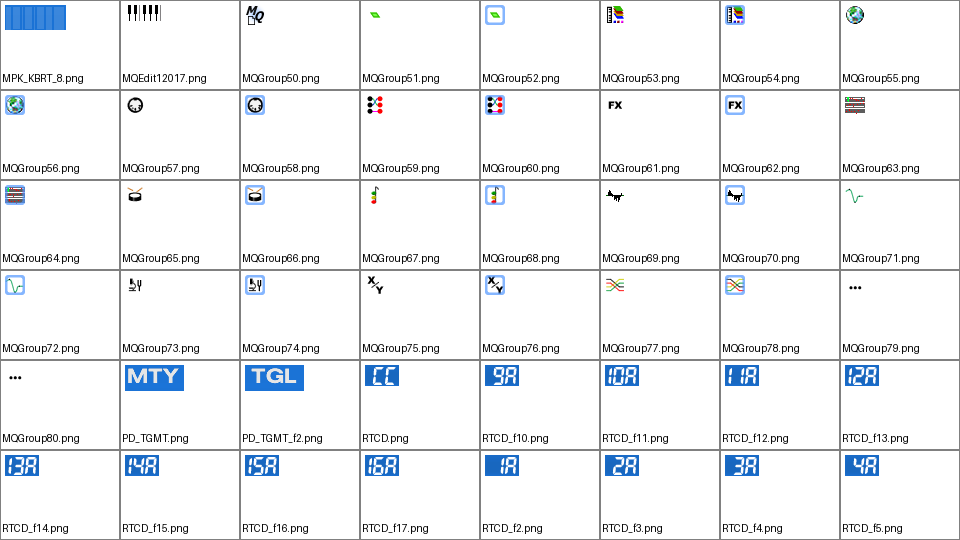 MPK_KBRT_8.png
MQEdit12017.png
MQ
MQGroup50.png
MQGroup51.png
MQGroup52.png
MQGroup53.png
MQGroup54.png
MQGroup55.png
MQGroup56.png
MQGroup57.png
MQGroup58.png
MQGroup59.png
MQGroup60.png
FX
MQGroup61.png
FX
MQGroup62.png
MQGroup63.png
MQGroup64.png
MQGroup65.png
MQGroup66.png
MQGroup67.png
MQGroup68.png
MQGroup69.png
MQGroup70.png
MQGroup71.png
MQGroup72.png
MQGroup73.png
MQGroup74.png
X/Y
MQGroup75.png
X/Y
MQGroup76.png
MQGroup77.png
MQGroup78.png
...
MQGroup79.png
...
MQGroup80.png
MTY
PD_TGMT.png
TGL
PD_TGMT_f2.png
CC
RTCD.png
9A
RTCD_f10.png
10A
RTCD_f11.png
11A
RTCD_f12.png
12A
RTCD_f13.png
13A
RTCD_f14.png
14A
RTCD_f15.png
15A
RTCD_f16.png
16A
RTCD_f17.png
1A
RTCD_f2.png
2A
RTCD_f3.png
3A
RTCD_f4.png
4A
RTCD_f5.png